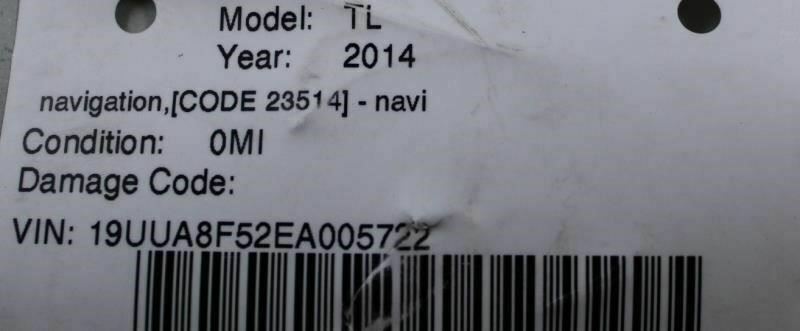 Model: TL
Year: 2014
navigation,[CODE 23514] - navi
Condition: 0MI
Damage Code:
VIN: 19UUA8F52EA005722